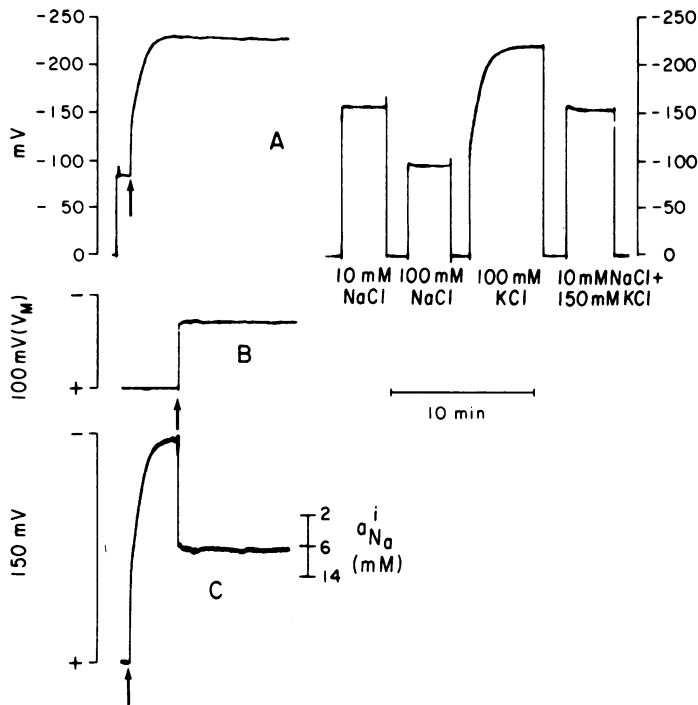 -250
-200
-150
-100
-50
0
mV
A
-250
-200
-150
-100
-50
0
10 mM
NaCl
100 mM
NaCl
100 mM
KCl
10 mM NaCl +
150 mM KCl
10 min
100 mV (VM)
-
+
B
150 mV
-
+
C
2
6
14
a i Na
(mM)